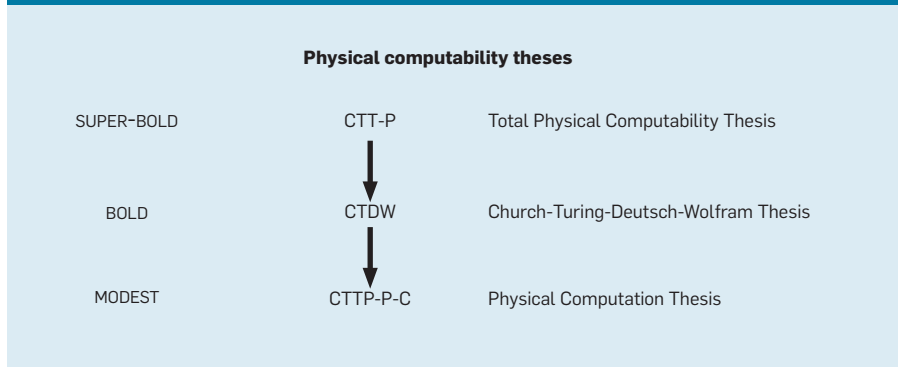 Physical computability theses
SUPER-BOLD CTT-P Total Physical Computability Thesis
BOLD CTDW Church-Turing-Deutsch-Wolfram Thesis
MODEST CTTP-P-C Physical Computation Thesis